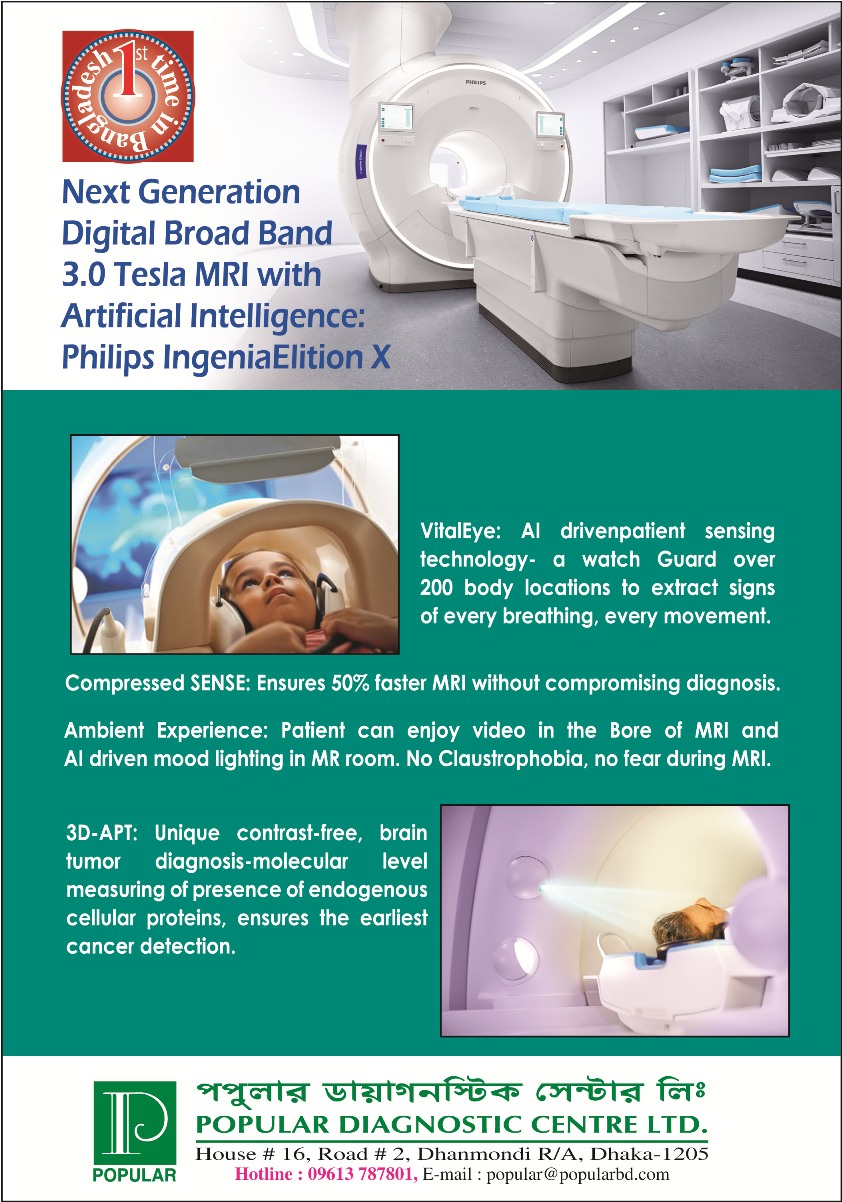 1st time in Bangladesh
PHILIPS
Next Generation
Digital Broad Band
3.0 Tesla MRI with
Artificial Intelligence:
Philips IngeniaElition X
VitalEye: AI drivenpatient sensing
technology- a watch Guard over
200 body locations to extract signs
of every breathing, every movement.
Compressed SENSE: Ensures 50% faster MRI without compromising diagnosis.
Ambient Experience: Patient can enjoy video in the Bore of MRI and
AI driven mood lighting in MR room. No Claustrophobia, no fear during MRI.
3D-APT: Unique contrast-free, brain
tumor diagnosis-molecular level
measuring of presence of endogenous
cellular proteins, ensures the earliest
cancer detection.
POPULAR
পপুলার ডায়াগনস্টিক সেন্টার লিঃ
POPULAR DIAGNOSTIC CENTRE LTD.
House # 16, Road # 2, Dhanmondi R/A, Dhaka-1205
Hotline : 09613 787801, E-mail : popular@popularbd.com